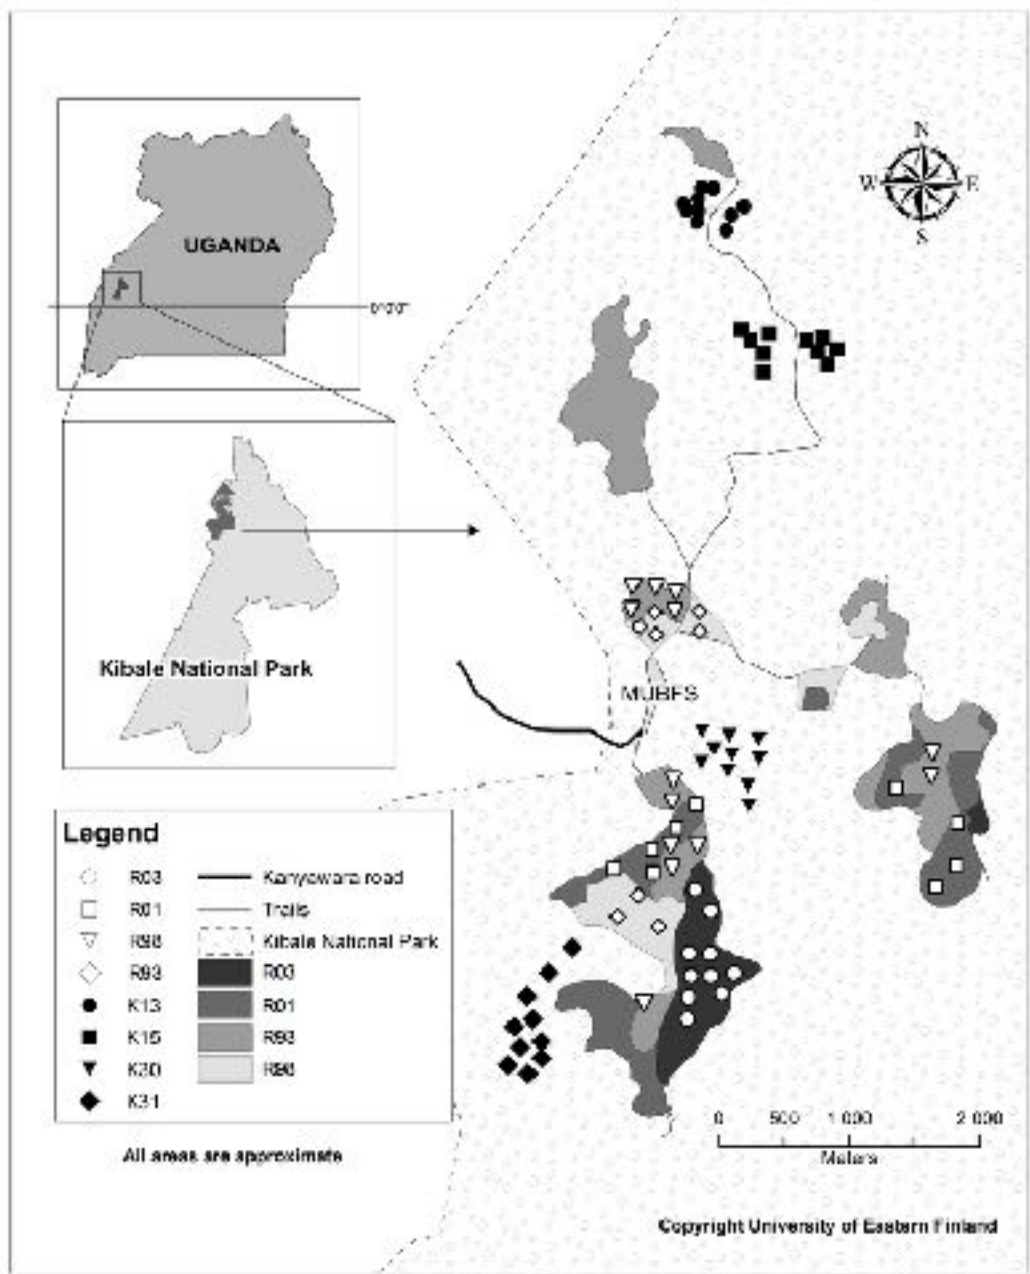 N
W E
S
UGANDA
0°0'0"
Kibale National Park
MUBFS
Legend
R03
R01
R98
R93
K13
K15
K30
K31
Kanyawara road
Trails
Kibale National Park
R03
R01
R93
R98
All areas are approximate
0 500 1 000 2 000
Meters
Copyright University of Eastern Finland